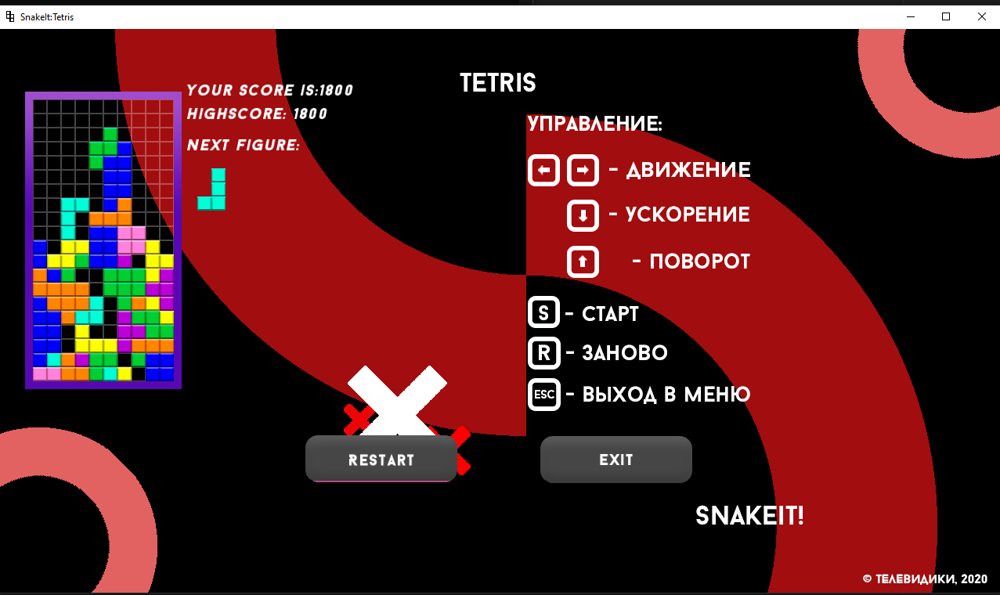 SnakeIt:Tetris
TETRIS
YOUR SCORE IS:1800
HIGHSCORE: 1800
NEXT FIGURE:
УПРАВЛЕНИЕ:
- ДВИЖЕНИЕ
- УСКОРЕНИЕ
- ПОВОРОТ
S - СТАРТ
R - ЗАНОВО
ESC - ВЫХОД В МЕНЮ
RESTART
EXIT
SNAKEIT!
© ТЕЛЕВИДИКИ, 2020